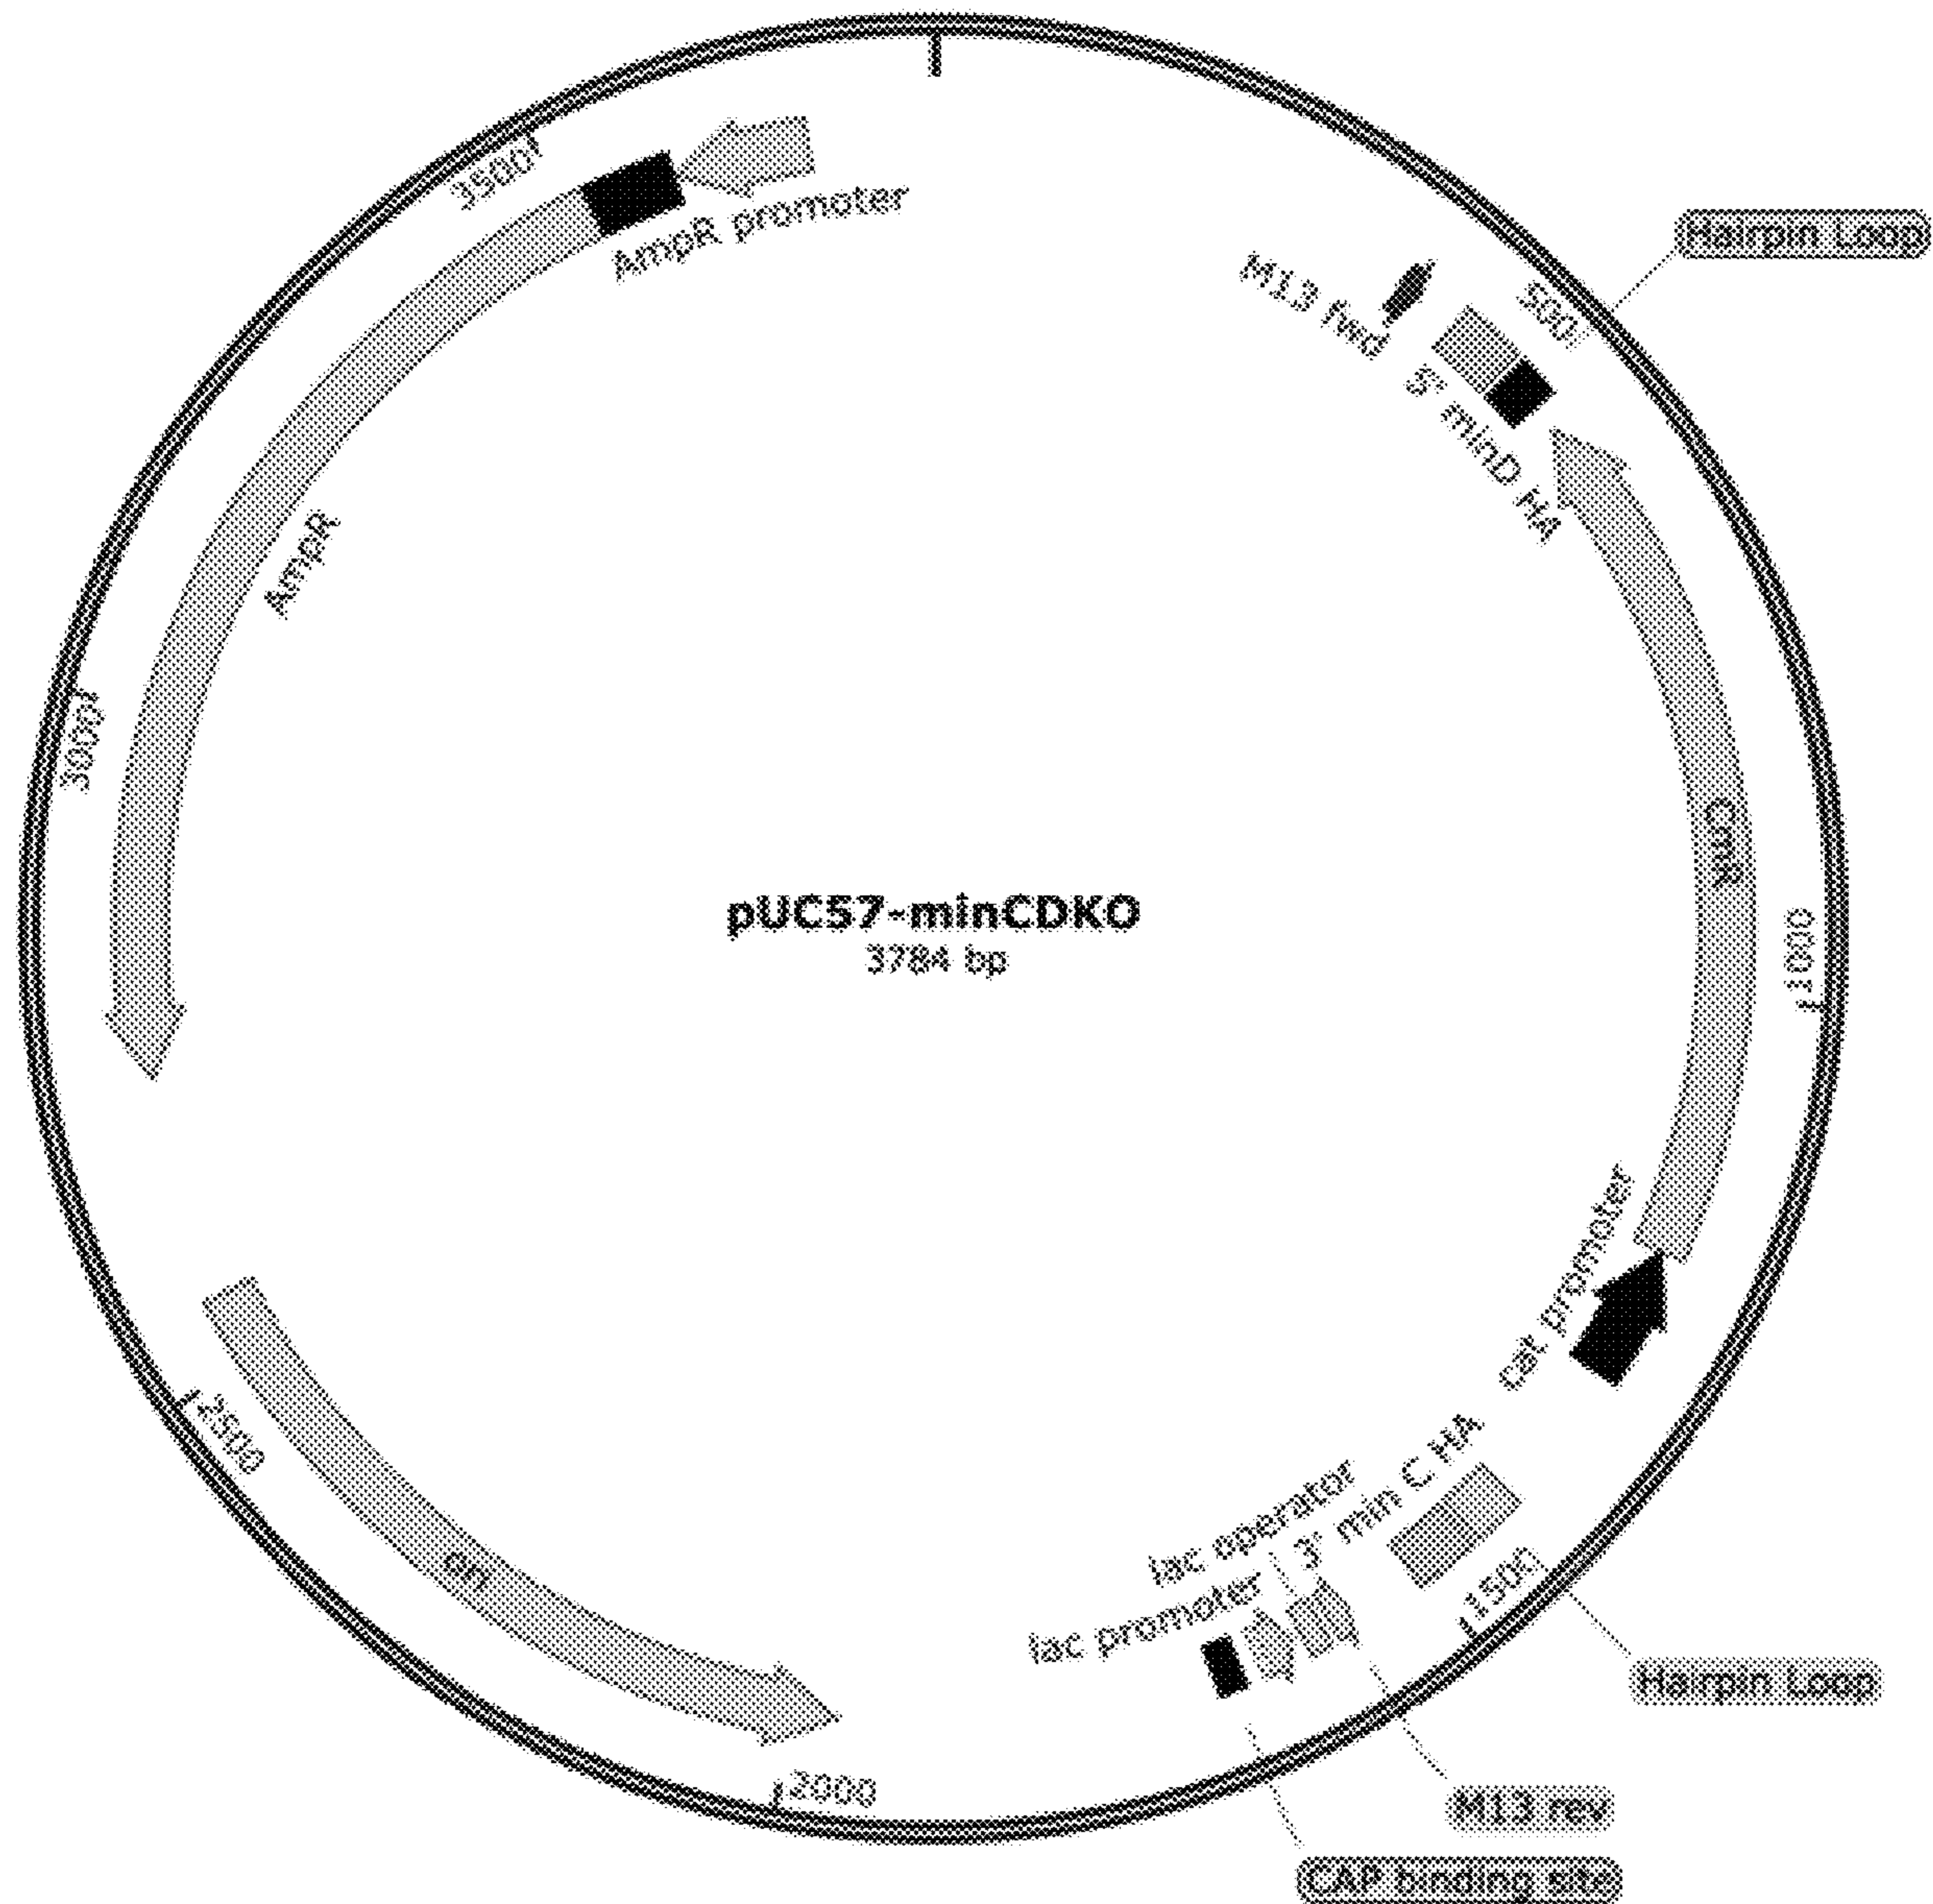 3500
AmpR promoter
Hairpin Loop
M13 fwd
500
5' minD HA
AmpR
3000
CmR
pUC57-minCDKO
3784 bp
1000
cat promoter
2500
ori
lac operator
3' min C HA
lac promoter
1500
Hairpin Loop
2000
M13 rev
CAP binding site